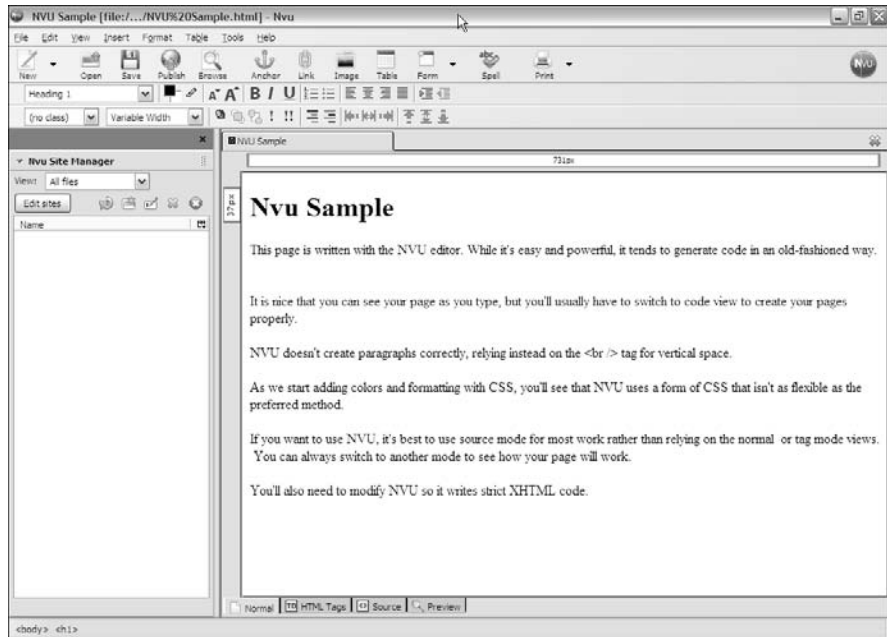 NVU Sample [file:/.../NVU%20Sample.html] - Nvu
File Edit View Insert Format Table Tools Help
New Open Save Publish Browse Anchor Link Image Table Form Spell Print
NVU
Heading 1 A A B I U
(no class) Variable Width ! !!
NVU Sample
Nvu Site Manager
731px
View: All files
Edit sites
Name
37px
Nvu Sample
This page is written with the NVU editor. While it's easy and powerful, it tends to generate code in an old-fashioned way.
It is nice that you can see your page as you type, but you'll usually have to switch to code view to create your pages
properly.
NVU doesn't create paragraphs correctly, relying instead on the <br /> tag for vertical space.
As we start adding colors and formatting with CSS, you'll see that NVU uses a form of CSS that isn't as flexible as the
preferred method.
If you want to use NVU, it's best to use source mode for most work rather than relying on the normal or tag mode views.
You can always switch to another mode to see how your page will work.
You'll also need to modify NVU so it writes strict XHTML code.
Normal TD HTML Tags Source Preview
<body> <h1>